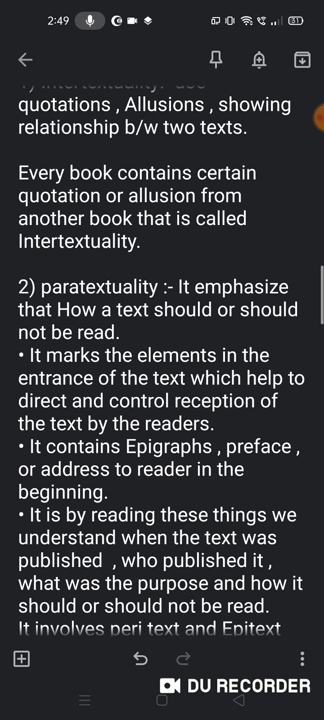 2:49
81
1) Intertextuality:- use
quotations , Allusions , showing
relationship b/w two texts.
Every book contains certain
quotation or allusion from
another book that is called
Intertextuality.
2) paratextuality :- It emphasize
that How a text should or should
not be read.
• It marks the elements in the
entrance of the text which help to
direct and control reception of
the text by the readers.
• It contains Epigraphs , preface ,
or address to reader in the
beginning.
• It is by reading these things we
understand when the text was
published , who published it ,
what was the purpose and how it
should or should not be read.
It involves peri text and Epitext
DU RECORDER